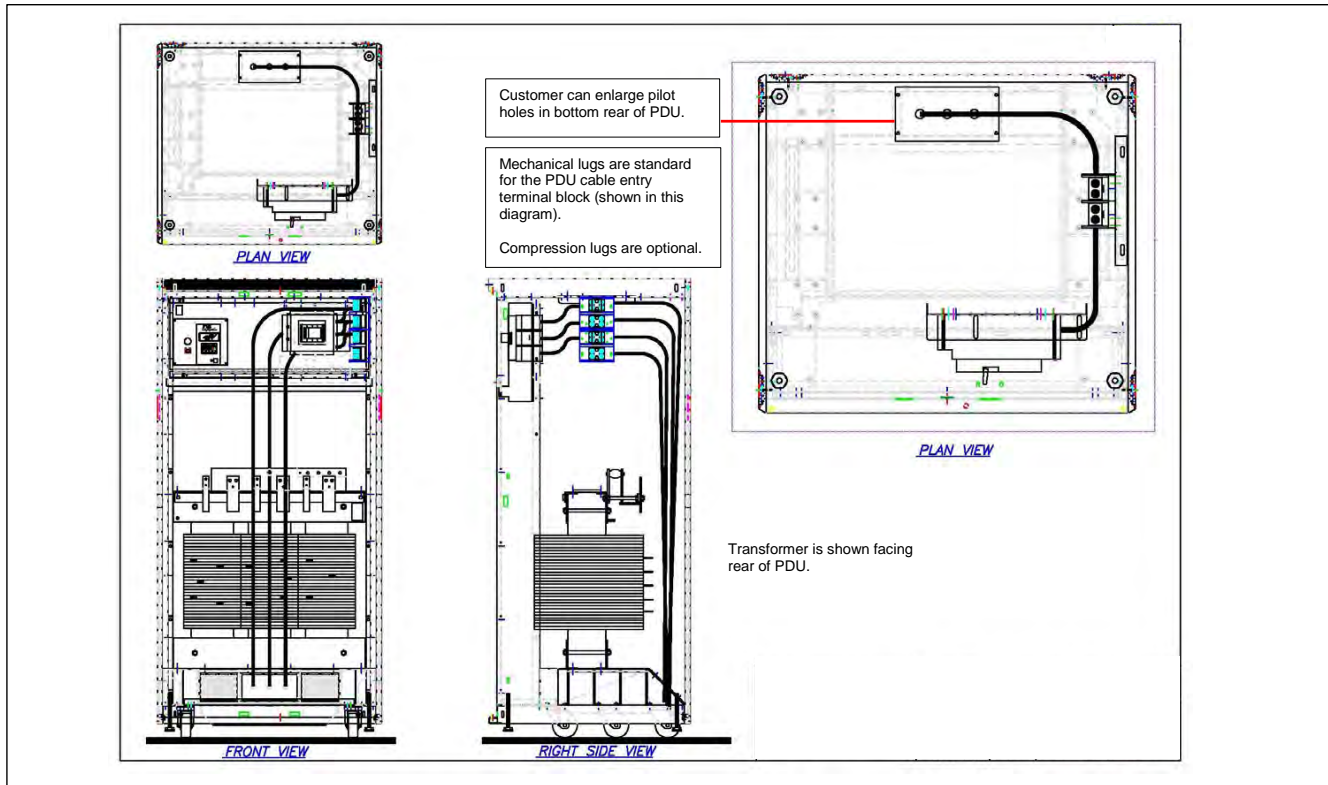 PLAN VIEW
Customer can enlarge pilot
holes in bottom rear of PDU.
Mechanical lugs are standard
for the PDU cable entry
terminal block (shown in this
diagram).
Compression lugs are optional.
PLAN VIEW
Transformer is shown facing
rear of PDU.
FRONT VIEW
RIGHT SIDE VIEW